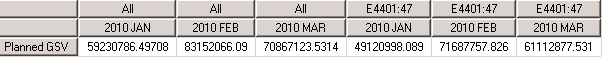 All All All E4401:47 E4401:47 E4401:47
2010 JAN 2010 FEB 2010 MAR 2010 JAN 2010 FEB 2010 MAR
Planned GSV 59230786.49708 83152066.09 70867123.5314 49120998.089 71687757.826 61112877.531